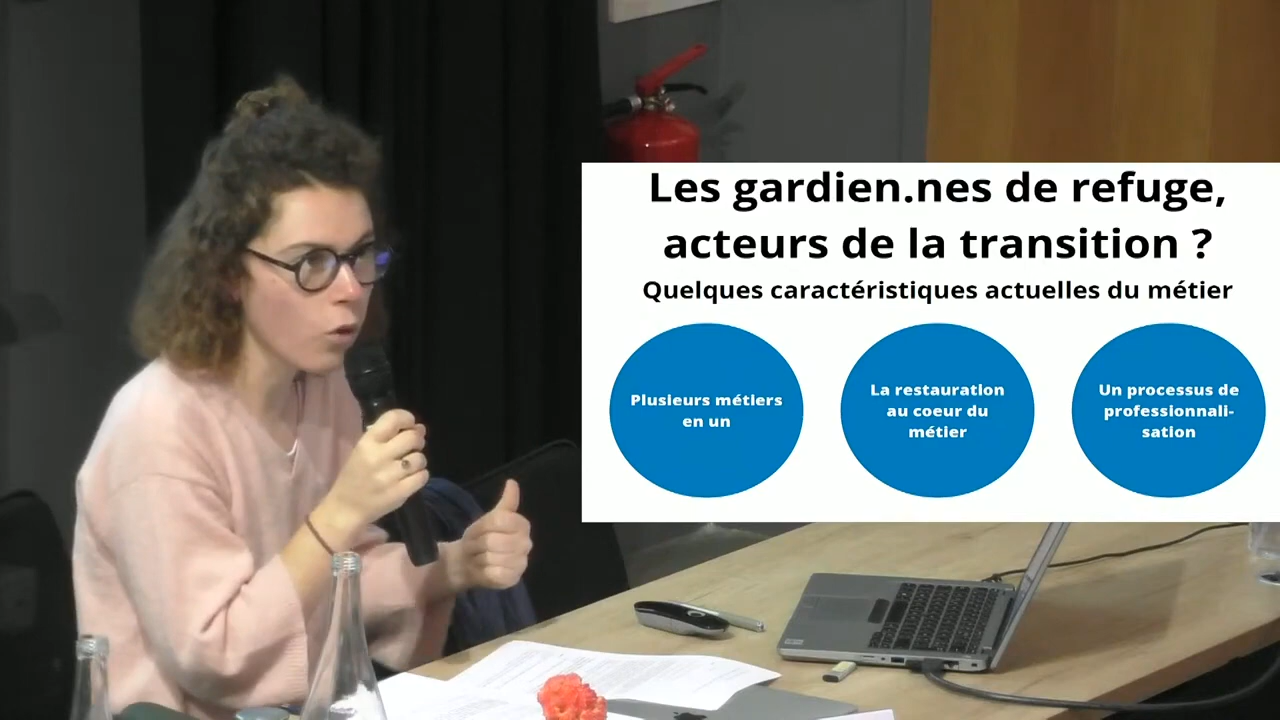 Les gardien.nes de refuge,
acteurs de la transition ?
Quelques caractéristiques actuelles du métier
Plusieurs métiers
en un
La restauration
au coeur du
métier
Un processus de
professionnali-
sation